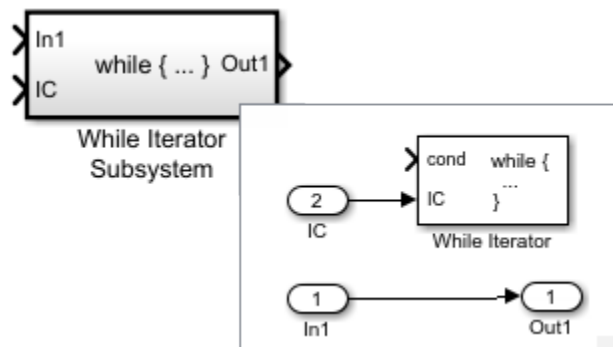 In1
while { ... } Out1
IC
While Iterator
Subsystem
cond while {
...
IC }
2
IC
While Iterator
1 1
In1 Out1